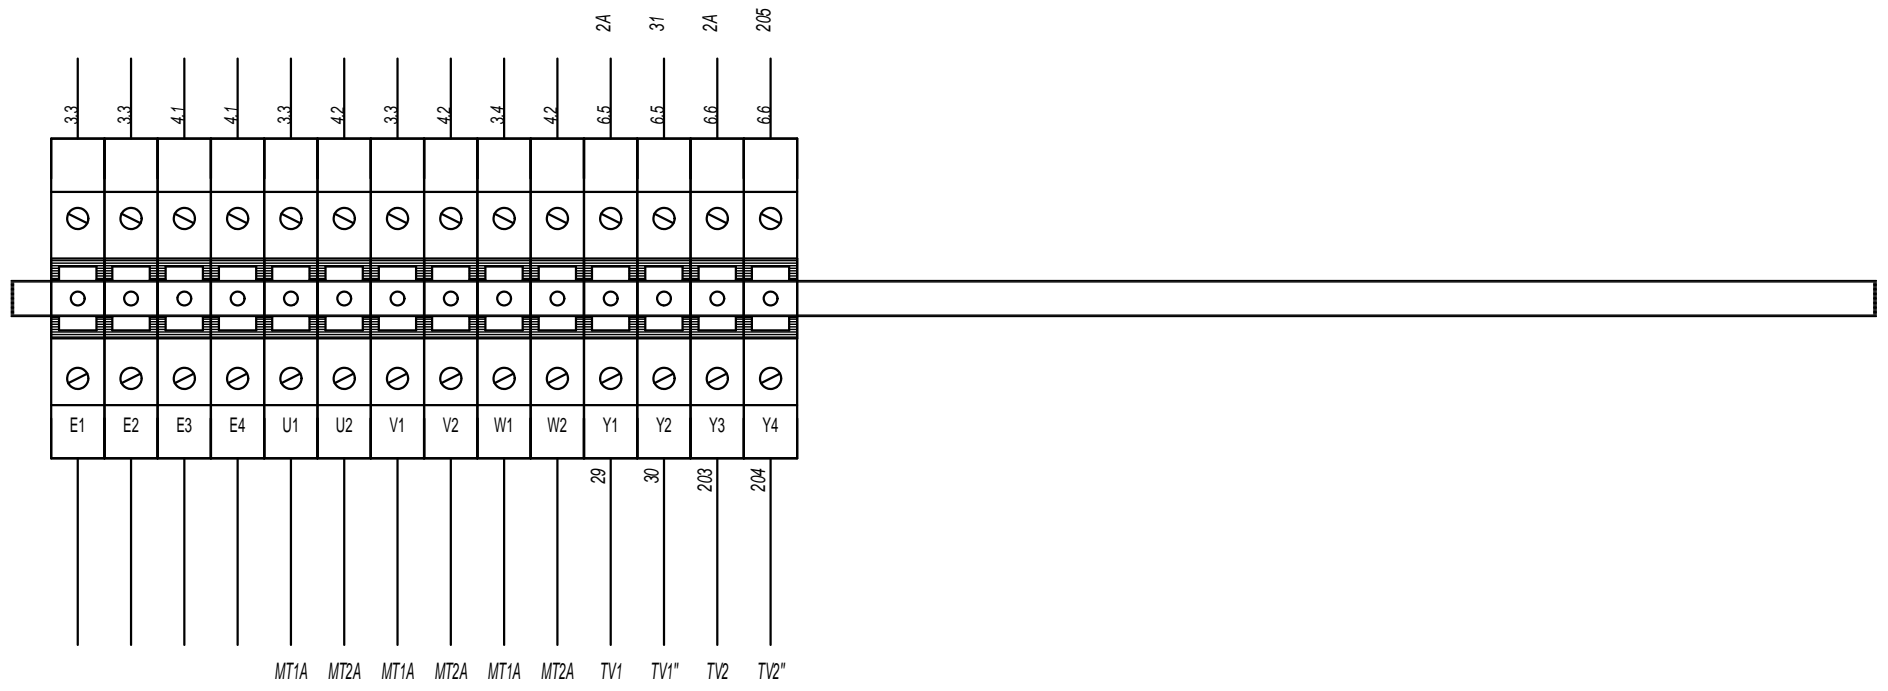 2A 31 2A 205
3.3 3.3 4.1 4.1 3.3 4.2 3.3 4.2 3.4 4.2 6.5 6.5 6.6 6.6
E1 E2 E3 E4 U1 U2 V1 V2 W1 W2 Y1 Y2 Y3 Y4
29 30 203 204
MT1A MT2A MT1A MT2A MT1A MT2A TV1 TV1" TV2 TV2"